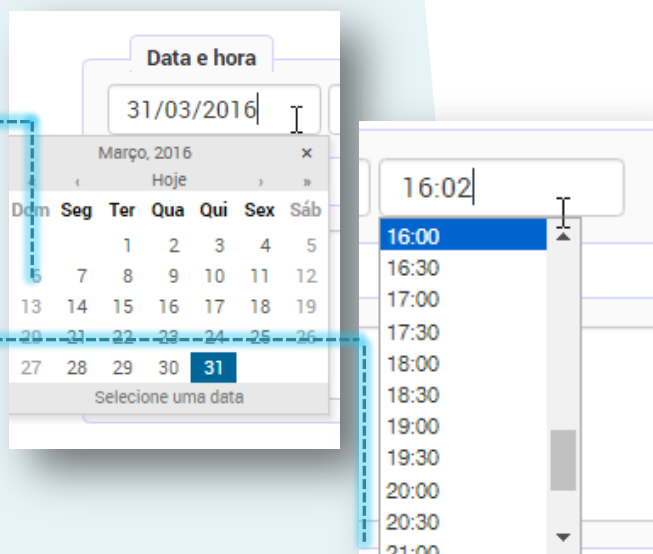 Data e hora
31/03/2016
Março, 2016 ×
« ‹ Hoje › »
Dom Seg Ter Qua Qui Sex Sáb
1 2 3 4 5
6 7 8 9 10 11 12
13 14 15 16 17 18 19
20 21 22 23 24 25 26
27 28 29 30 31
Selecione uma data
16:02
16:00
16:30
17:00
17:30
18:00
18:30
19:00
19:30
20:00
20:30
21:00